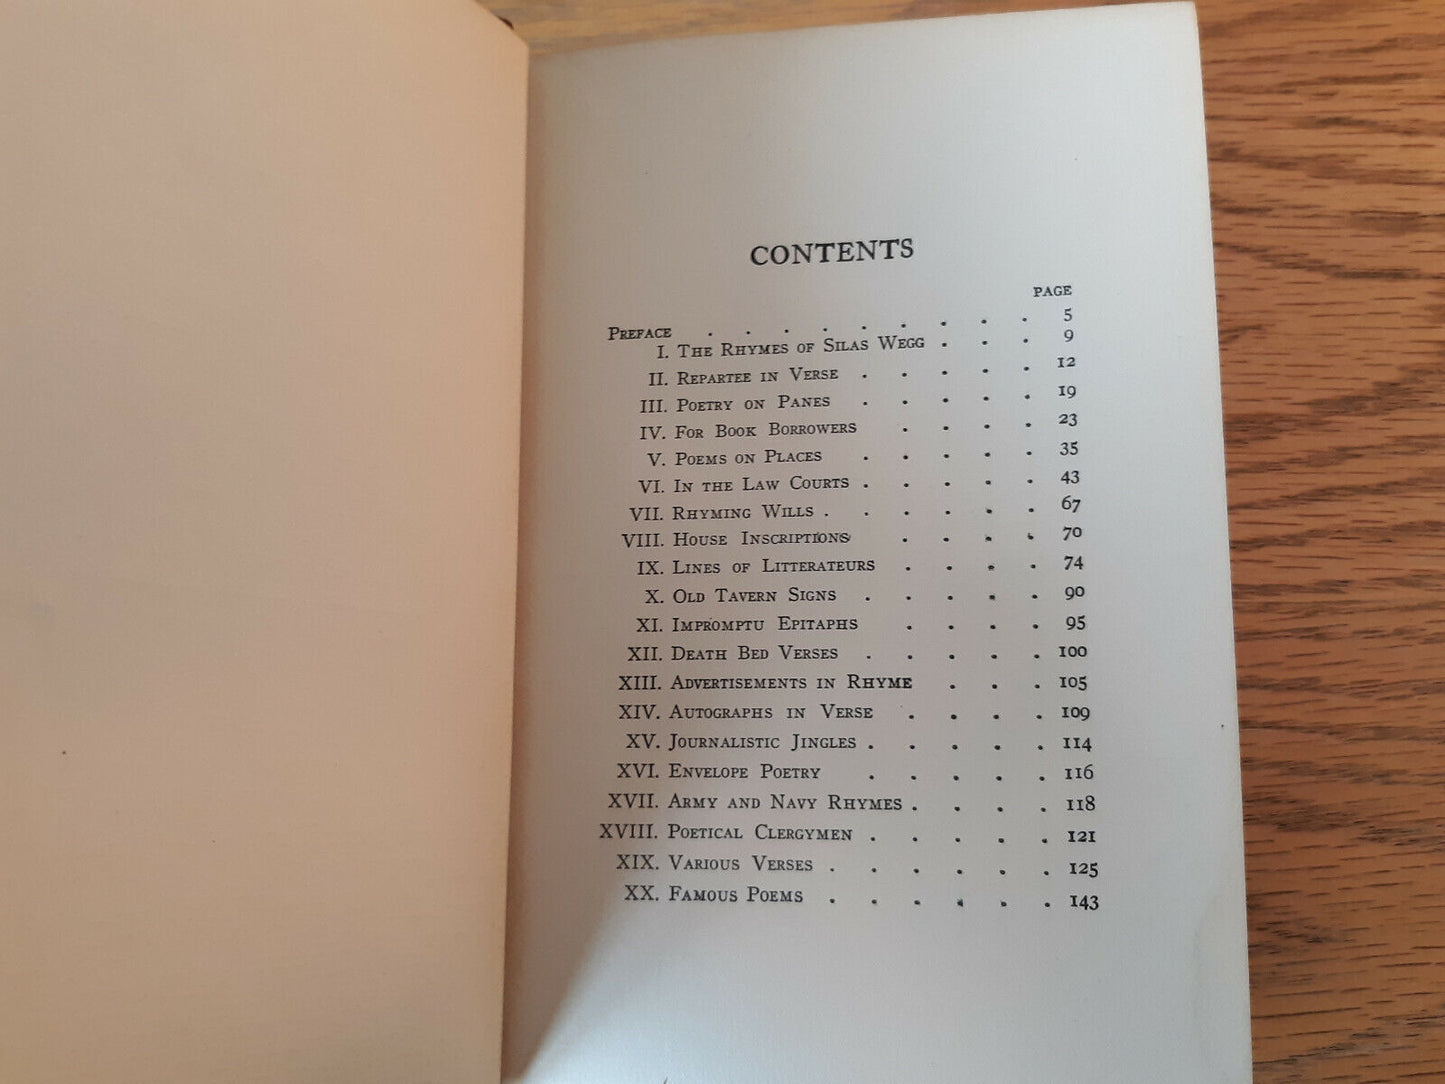 CONTENTS
PAGE
PREFACE . . . . . . . . . 5
I. THE RHYMES OF SILAS WEGG . . . 9
II. REPARTEE IN VERSE . . . . . 12
III. POETRY ON PANES . . . . . 19
IV. FOR BOOK BORROWERS . . . . 23
V. POEMS ON PLACES . . . . . 35
VI. IN THE LAW COURTS . . . . . 43
VII. RHYMING WILLS . . . . . . 67
VIII. HOUSE INSCRIPTIONS . . . . 70
IX. LINES OF LITTERATEURS . . . . 74
X. OLD TAVERN SIGNS . . . . . 90
XI. IMPROMPTU EPITAPHS . . . . 95
XII. DEATH BED VERSES . . . . . 100
XIII. ADVERTISEMENTS IN RHYME . . . 105
XIV. AUTOGRAPHS IN VERSE . . . . 109
XV. JOURNALISTIC JINGLES . . . . . 114
XVI. ENVELOPE POETRY . . . . . 116
XVII. ARMY AND NAVY RHYMES . . . . 118
XVIII. POETICAL CLERGYMEN . . . . . 121
XIX. VARIOUS VERSES . . . . . . 125
XX. FAMOUS POEMS . . . . . . 143